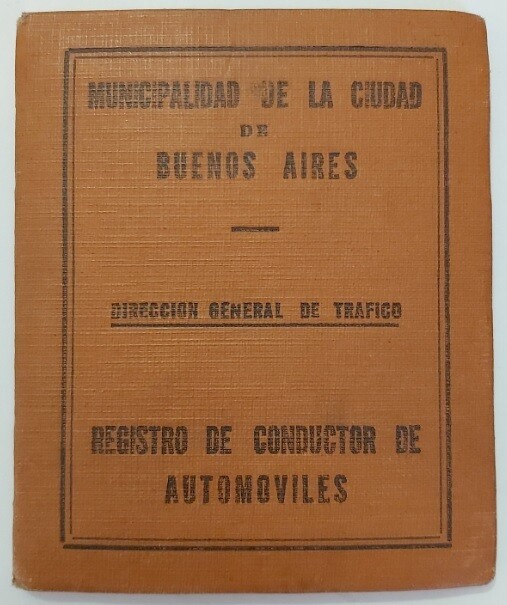 MUNICIPALIDAD DE LA CIUDAD
DE
BUENOS AIRES
DIRECCION GENERAL DE TRAFICO
REGISTRO DE CONDUCTOR DE
AUTOMOVILES